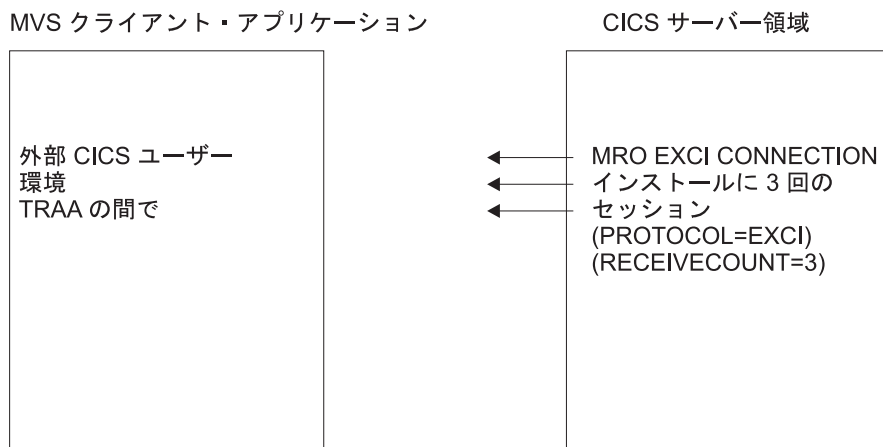 MVS クライアント・アプリケーション
CICS サーバー領域
外部 CICS ユーザー
環境
TRAA の間で
MRO EXCI CONNECTION
インストールに 3 回の
セッション
(PROTOCOL=EXCI)
(RECEIVECOUNT=3)